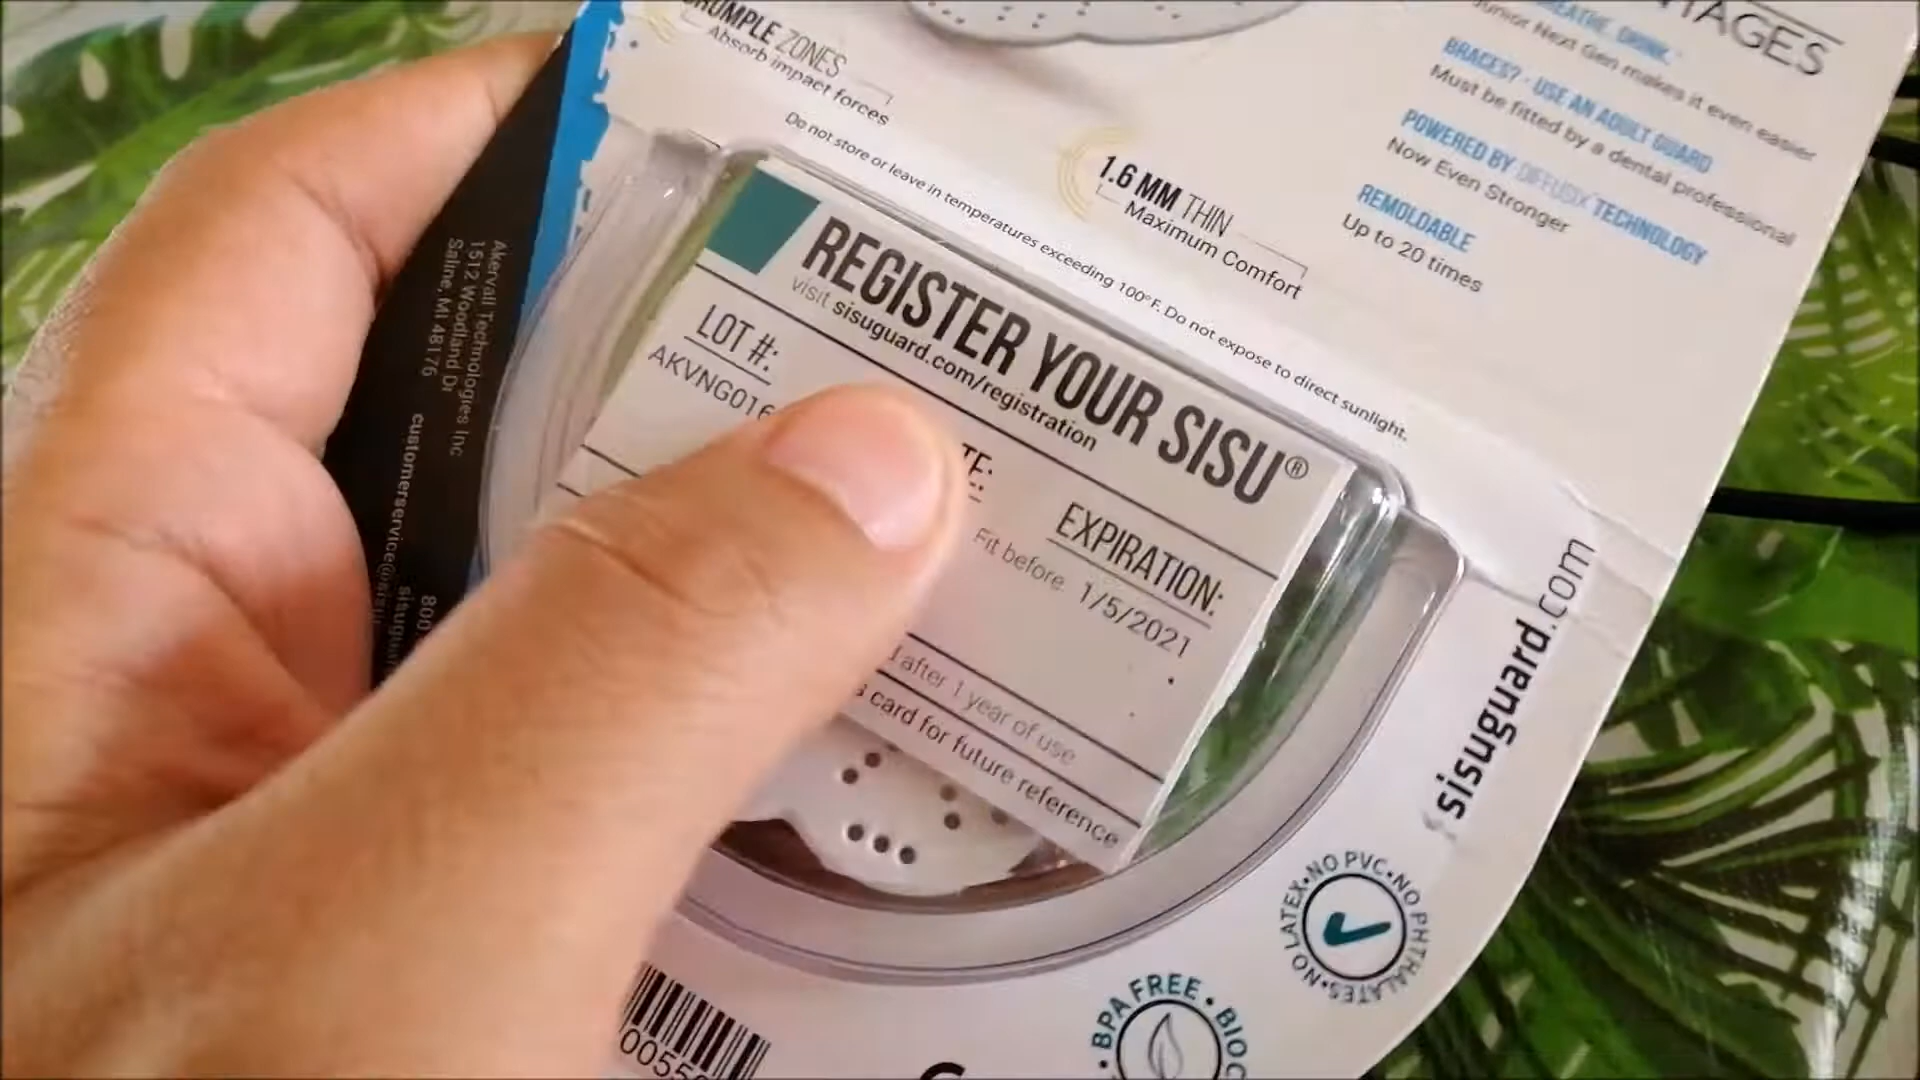 CRUMPLE ZONES
Absorb impact forces
Do not store or leave in temperatures exceeding 100°F. Do not expose to direct sunlight.
1.6 MM THIN
Maximum Comfort
BREATHE, DRINK,
Junior Next Gen makes it even easier
BRACES? - USE AN ADULT GUARD
Must be fitted by a dental professional
POWERED BY DIFFUSIX TECHNOLOGY
Now Even Stronger
REMOLDABLE
Up to 20 times
REGISTER YOUR SISU®
visit sisuguard.com/registration
LOT #:
AKVNG016
TE:
EXPIRATION:
Fit before 1/5/2021
after 1 year of use
card for future reference
Akervall Technologies Inc
1512 Woodland Dr
Saline, MI 48176
800
sisuguard.com
NO LATEX•NO PVC•NO PHTHALATES•
BPA FREE •